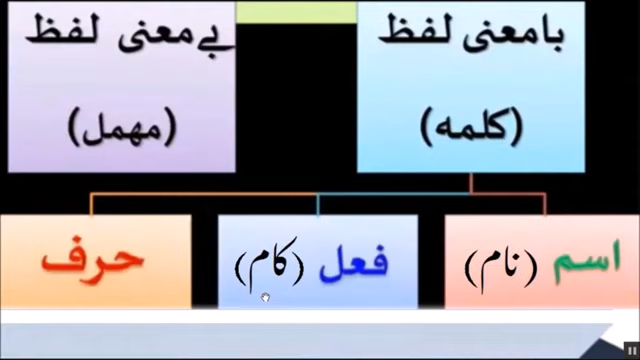 بامعنی لفظ
(کلمه)
بےمعنی لفظ
(مهمل)
اسم (نام)
فعل (کام)
حرف